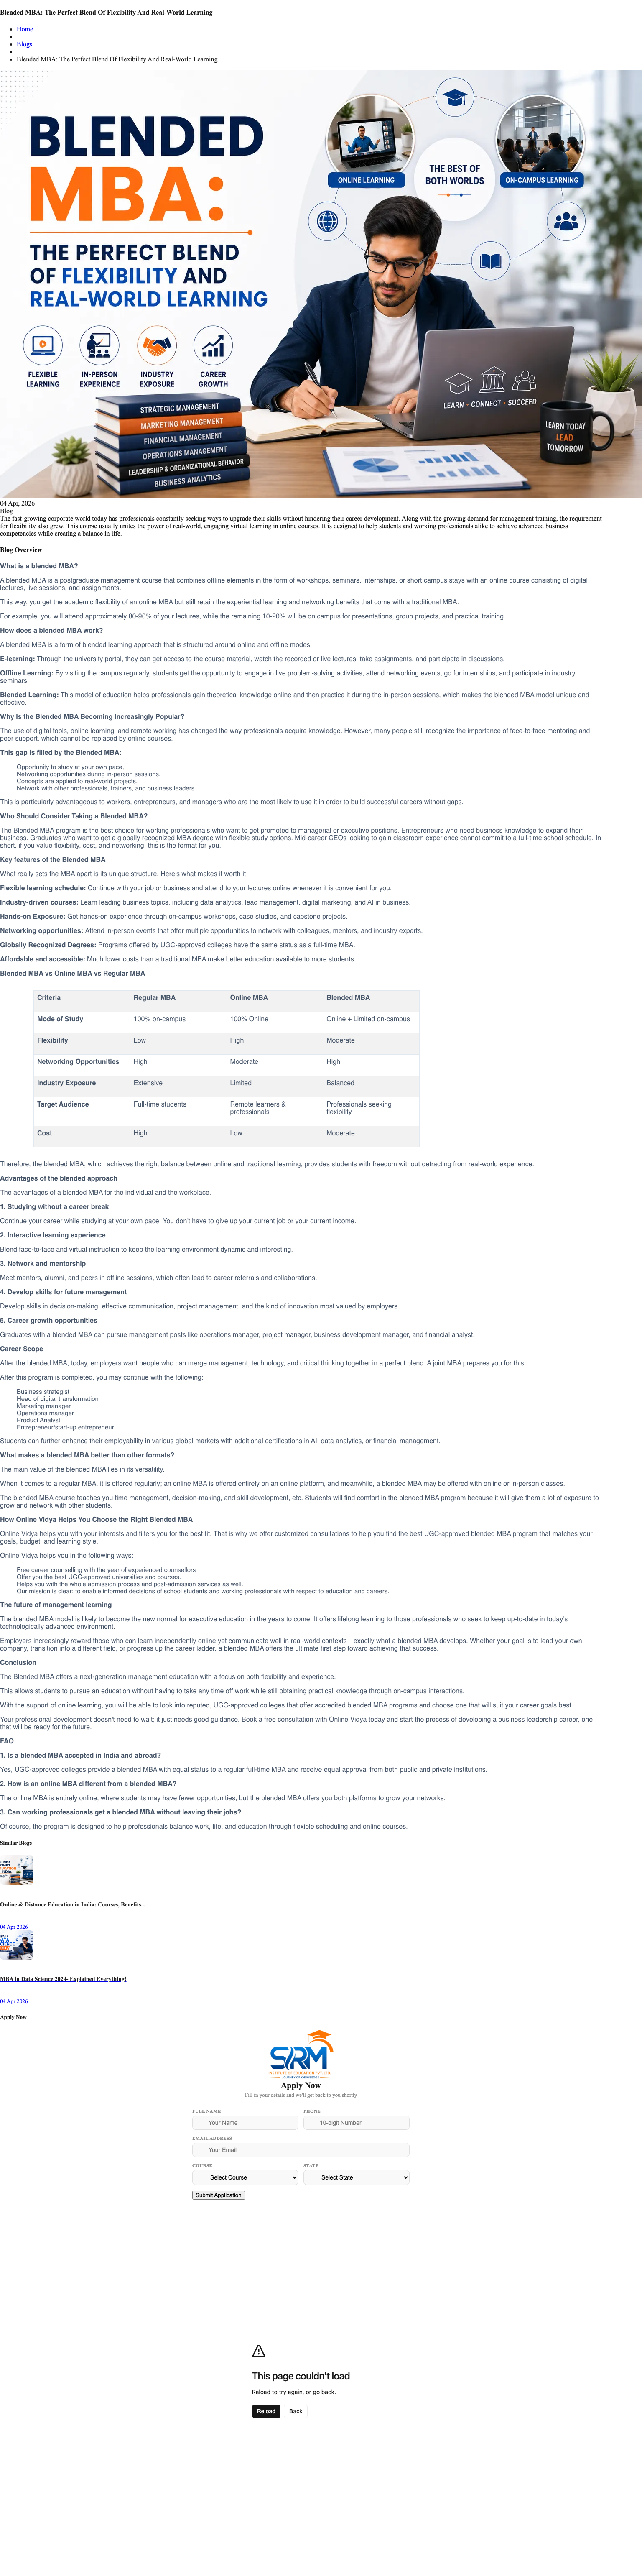 Blended MBA: The Perfect Blend Of Flexibility And Real-World Learning
Home
Blogs
Blended MBA: The Perfect Blend Of Flexibility And Real-World Learning
BLENDED
MBA:
THE PERFECT BLEND
OF FLEXIBILITY AND
REAL-WORLD LEARNING
FLEXIBLE
LEARNING
IN-PERSON
EXPERIENCE
INDUSTRY
EXPOSURE
CAREER
GROWTH
ONLINE LEARNING
THE BEST OF
BOTH WORLDS
ON-CAMPUS LEARNING
STRATEGIC MANAGEMENT
MARKETING MANAGEMENT
FINANCIAL MANAGEMENT
OPERATIONS MANAGEMENT
LEADERSHIP & ORGANIZATIONAL BEHAVIOR
BUSINESS ANALYTICS
LEARN • CONNECT • SUCCEED
LEARN TODAY
LEAD
TOMORROW
04 Apr, 2026
Blog
The fast-growing corporate world today has professionals constantly seeking ways to upgrade their skills without hindering their career development. Along with the growing demand for management training, the requirement
for flexibility also grew. This course usually unites the power of real-world, engaging virtual learning in online courses. It is designed to help students and working professionals alike to achieve advanced business
competencies while creating a balance in life.
Blog Overview
What is a blended MBA?
A blended MBA is a postgraduate management course that combines offline elements in the form of workshops, seminars, internships, or short campus stays with an online course consisting of digital
lectures, live sessions, and assignments.
This way, you get the academic flexibility of an online MBA but still retain the experiential learning and networking benefits that come with a traditional MBA.
For example, you will attend approximately 80-90% of your lectures, while the remaining 10-20% will be on campus for presentations, group projects, and practical training.
How does a blended MBA work?
A blended MBA is a form of blended learning approach that is structured around online and offline modes.
E-learning: Through the university portal, they can get access to the course material, watch the recorded or live lectures, take assignments, and participate in discussions.
Offline Learning: By visiting the campus regularly, students get the opportunity to engage in live problem-solving activities, attend networking events, go for internships, and participate in industry
seminars.
Blended Learning: This model of education helps professionals gain theoretical knowledge online and then practice it during the in-person sessions, which makes the blended MBA model unique and
effective.
Why Is the Blended MBA Becoming Increasingly Popular?
The use of digital tools, online learning, and remote working has changed the way professionals acquire knowledge. However, many people still recognize the importance of face-to-face mentoring and
peer support, which cannot be replaced by online courses.
This gap is filled by the Blended MBA:
Opportunity to study at your own pace,
Networking opportunities during in-person sessions,
Concepts are applied to real-world projects,
Network with other professionals, trainers, and business leaders
This is particularly advantageous to workers, entrepreneurs, and managers who are the most likely to use it in order to build successful careers without gaps.
Who Should Consider Taking a Blended MBA?
The Blended MBA program is the best choice for working professionals who want to get promoted to managerial or executive positions. Entrepreneurs who need business knowledge to expand their
business. Graduates who want to get a globally recognized MBA degree with flexible study options. Mid-career CEOs looking to gain classroom experience cannot commit to a full-time school schedule. In
short, if you value flexibility, cost, and networking, this is the format for you.
Key features of the Blended MBA
What really sets the MBA apart is its unique structure. Here's what makes it worth it:
Flexible learning schedule: Continue with your job or business and attend to your lectures online whenever it is convenient for you.
Industry-driven courses: Learn leading business topics, including data analytics, lead management, digital marketing, and AI in business.
Hands-on Exposure: Get hands-on experience through on-campus workshops, case studies, and capstone projects.
Networking opportunities: Attend in-person events that offer multiple opportunities to network with colleagues, mentors, and industry experts.
Globally Recognized Degrees: Programs offered by UGC-approved colleges have the same status as a full-time MBA.
Affordable and accessible: Much lower costs than a traditional MBA make better education available to more students.
Blended MBA vs Online MBA vs Regular MBA
Criteria Regular MBA Online MBA Blended MBA
Mode of Study 100% on-campus 100% Online Online + Limited on-campus
Flexibility Low High Moderate
Networking Opportunities High Moderate High
Industry Exposure Extensive Limited Balanced
Target Audience Full-time students Remote learners &
professionals Professionals seeking
flexibility
Cost High Low Moderate
Therefore, the blended MBA, which achieves the right balance between online and traditional learning, provides students with freedom without detracting from real-world experience.
Advantages of the blended approach
The advantages of a blended MBA for the individual and the workplace.
1. Studying without a career break
Continue your career while studying at your own pace. You don't have to give up your current job or your current income.
2. Interactive learning experience
Blend face-to-face and virtual instruction to keep the learning environment dynamic and interesting.
3. Network and mentorship
Meet mentors, alumni, and peers in offline sessions, which often lead to career referrals and collaborations.
4. Develop skills for future management
Develop skills in decision-making, effective communication, project management, and the kind of innovation most valued by employers.
5. Career growth opportunities
Graduates with a blended MBA can pursue management posts like operations manager, project manager, business development manager, and financial analyst.
Career Scope
After the blended MBA, today, employers want people who can merge management, technology, and critical thinking together in a perfect blend. A joint MBA prepares you for this.
After this program is completed, you may continue with the following:
Business strategist
Head of digital transformation
Marketing manager
Operations manager
Product Analyst
Entrepreneur/start-up entrepreneur
Students can further enhance their employability in various global markets with additional certifications in AI, data analytics, or financial management.
What makes a blended MBA better than other formats?
The main value of the blended MBA lies in its versatility.
When it comes to a regular MBA, it is offered regularly; an online MBA is offered entirely on an online platform, and meanwhile, a blended MBA may be offered with online or in-person classes.
The blended MBA course teaches you time management, decision-making, and skill development, etc. Students will find comfort in the blended MBA program because it will give them a lot of exposure to
grow and network with other students.
How Online Vidya Helps You Choose the Right Blended MBA
Online Vidya helps you with your interests and filters you for the best fit. That is why we offer customized consultations to help you find the best UGC-approved blended MBA program that matches your
goals, budget, and learning style.
Online Vidya helps you in the following ways:
Free career counselling with the year of experienced counsellors
Offer you the best UGC-approved universities and courses.
Helps you with the whole admission process and post-admission services as well.
Our mission is clear: to enable informed decisions of school students and working professionals with respect to education and careers.
The future of management learning
The blended MBA model is likely to become the new normal for executive education in the years to come. It offers lifelong learning to those professionals who seek to keep up-to-date in today's
technologically advanced environment.
Employers increasingly reward those who can learn independently online yet communicate well in real-world contexts—exactly what a blended MBA develops. Whether your goal is to lead your own
company, transition into a different field, or progress up the career ladder, a blended MBA offers the ultimate first step toward achieving that success.
Conclusion
The Blended MBA offers a next-generation management education with a focus on both flexibility and experience.
This allows students to pursue an education without having to take any time off work while still obtaining practical knowledge through on-campus interactions.
With the support of online learning, you will be able to look into reputed, UGC-approved colleges that offer accredited blended MBA programs and choose one that will suit your career goals best.
Your professional development doesn't need to wait; it just needs good guidance. Book a free consultation with Online Vidya today and start the process of developing a business leadership career, one
that will be ready for the future.
FAQ
1. Is a blended MBA accepted in India and abroad?
Yes, UGC-approved colleges provide a blended MBA with equal status to a regular full-time MBA and receive equal approval from both public and private institutions.
2. How is an online MBA different from a blended MBA?
The online MBA is entirely online, where students may have fewer opportunities, but the blended MBA offers you both platforms to grow your networks.
3. Can working professionals get a blended MBA without leaving their jobs?
Of course, the program is designed to help professionals balance work, life, and education through flexible scheduling and online courses.
Similar Blogs
Online & Distance Education in India: Courses, Benefits...
04 Apr 2026
MBA in Data Science 2024- Explained Everything!
04 Apr 2026
Apply Now
SRM
INSTITUTE OF EDUCATION PVT. LTD.
Apply Now
Fill in your details and we'll get back to you shortly
FULL NAME PHONE
Your Name 10-digit Number
EMAIL ADDRESS
Your Email
COURSE STATE
Select Course Select State
Submit Application
This page couldn't load
Reload to try again, or go back.
Reload Back